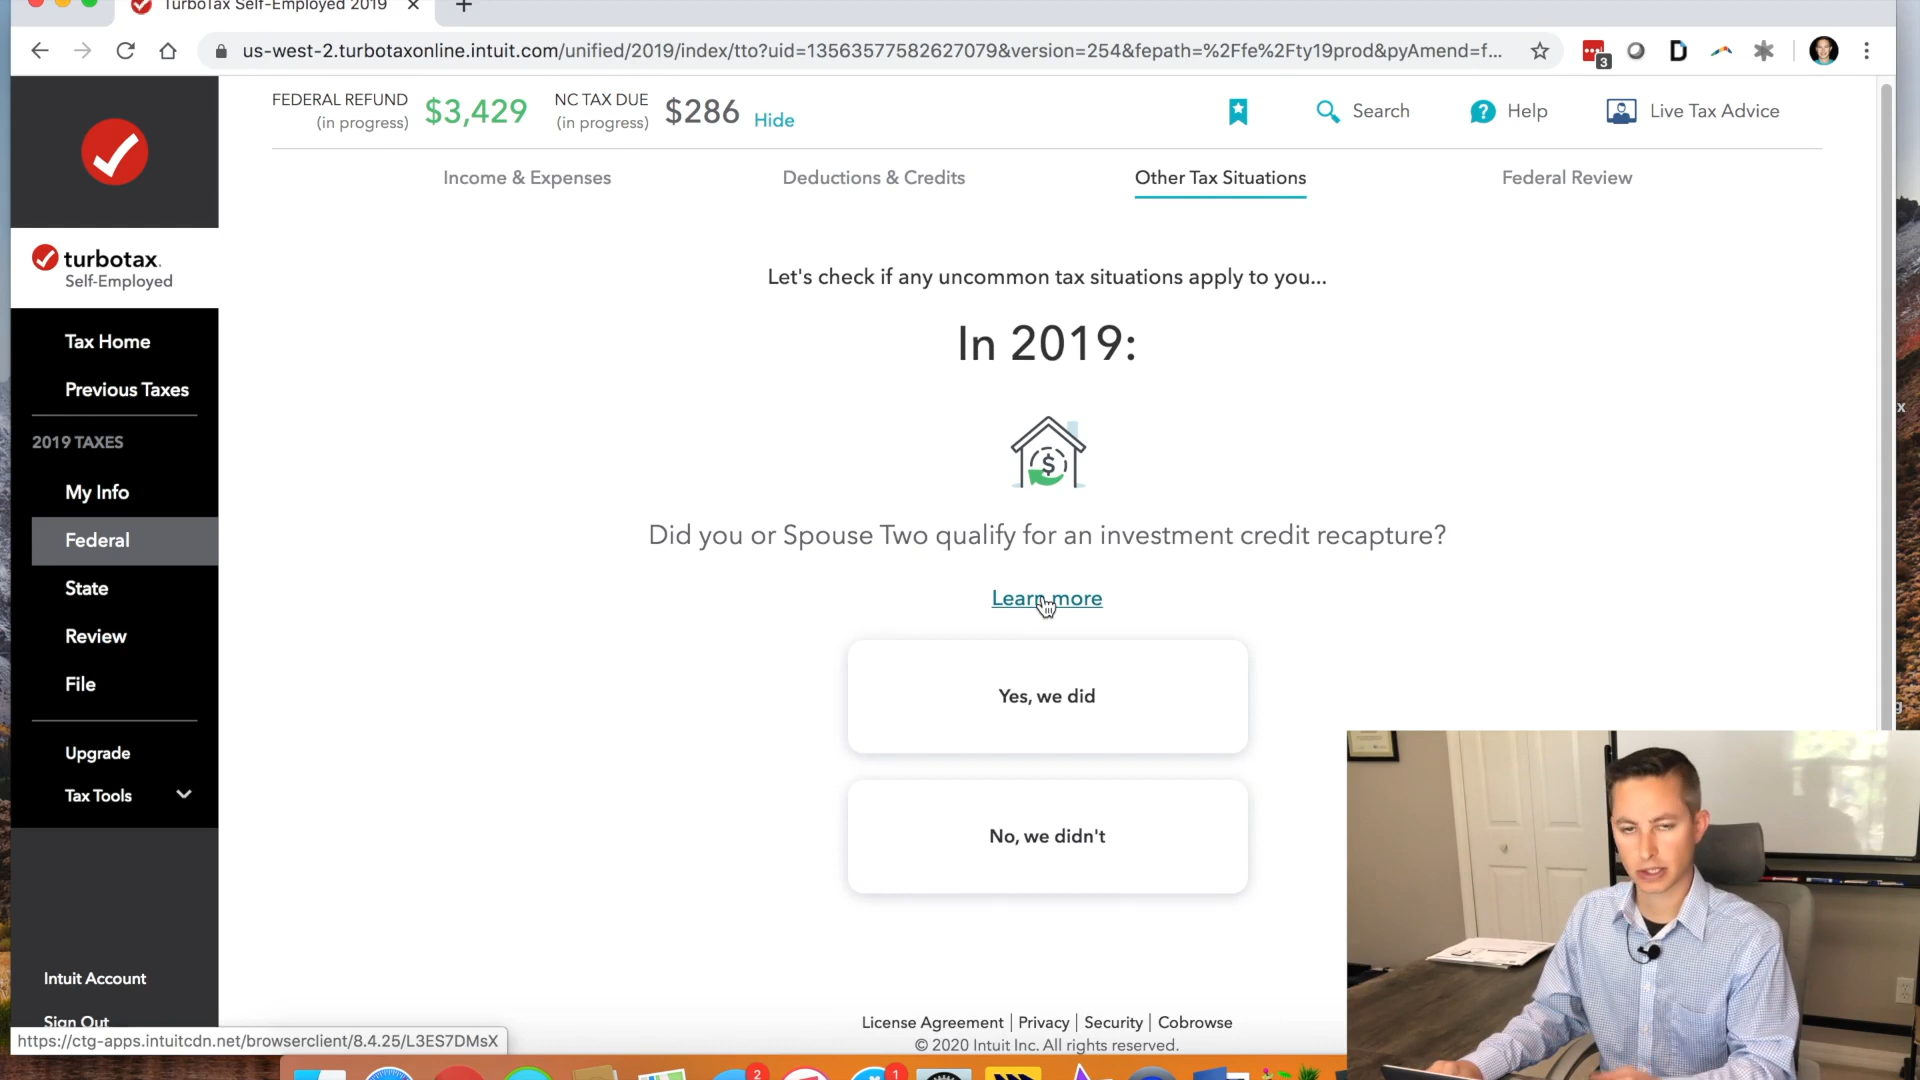 TurboTax Self-Employed 2019
us-west-2.turbotaxonline.intuit.com/unified/2019/index/tto?uid=13563577582627079&version=254&fepath=%2Ffe%2Fty19prod&pyAmend=f...
3
D
FEDERAL REFUND
(in progress)
$3,429
NC TAX DUE
(in progress)
$286
Hide
Search
Help
Live Tax Advice
Income & Expenses
Deductions & Credits
Other Tax Situations
Federal Review
turbotax.
Self-Employed
Tax Home
Previous Taxes
2019 TAXES
My Info
Federal
State
Review
File
Upgrade
Tax Tools
Intuit Account
Sign Out
Let's check if any uncommon tax situations apply to you...
In 2019:
$
Did you or Spouse Two qualify for an investment credit recapture?
Learn more
Yes, we did
No, we didn't
License Agreement | Privacy | Security | Cobrowse
© 2020 Intuit Inc. All rights reserved.
https://ctg-apps.intuitcdn.net/browserclient/8.4.25/L3ES7DMsX
2
1
x
g